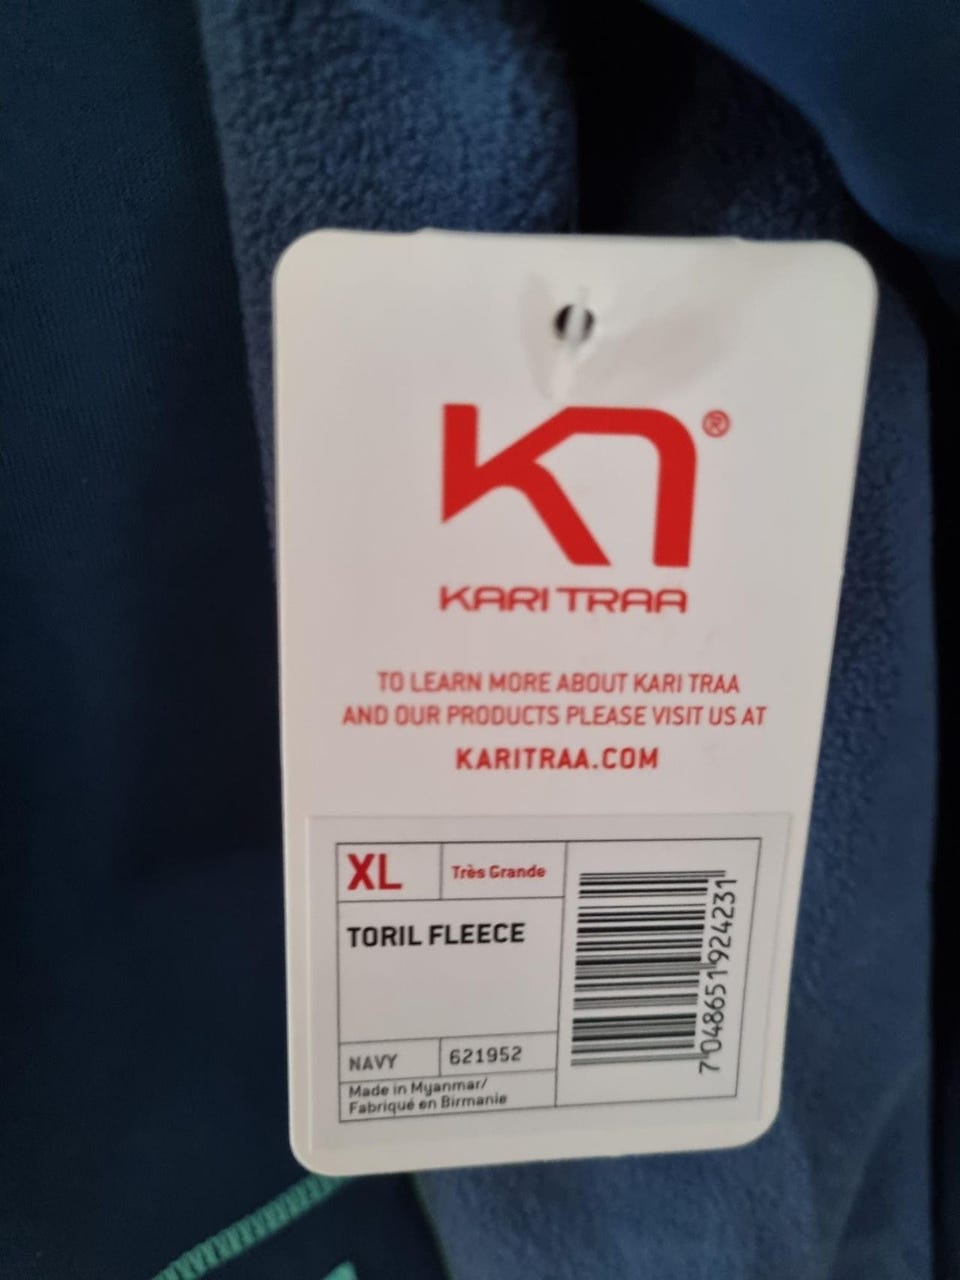 ®
KARI TRAA
TO LEARN MORE ABOUT KARI TRAA
AND OUR PRODUCTS PLEASE VISIT US AT
KARITRAA.COM
XL
Très Grande
TORIL FLEECE
NAVY
621952
Made in Myanmar/
Fabriqué en Birmanie
7048651924231